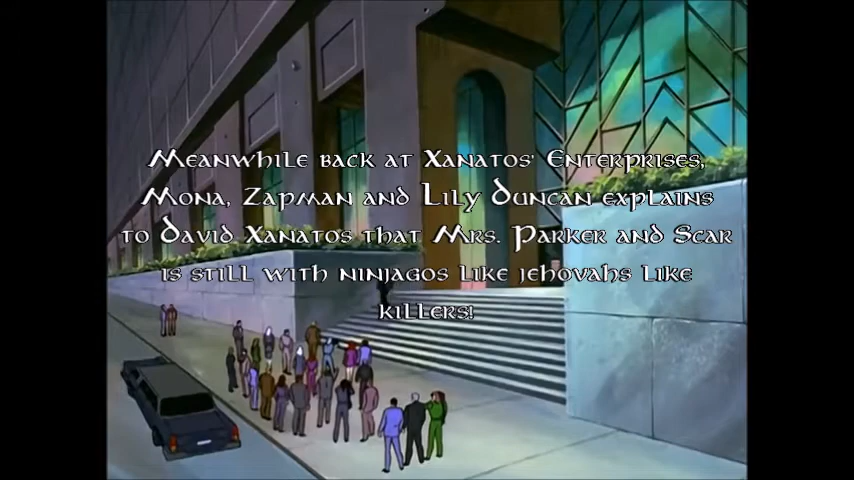 Meanwhile back at Xanatos' Enterprises,
Mona, Zapman and Lily Duncan explains
to David Xanatos that Mrs. Parker and Scar
is still with ninjagos like jehovahs like
killers!